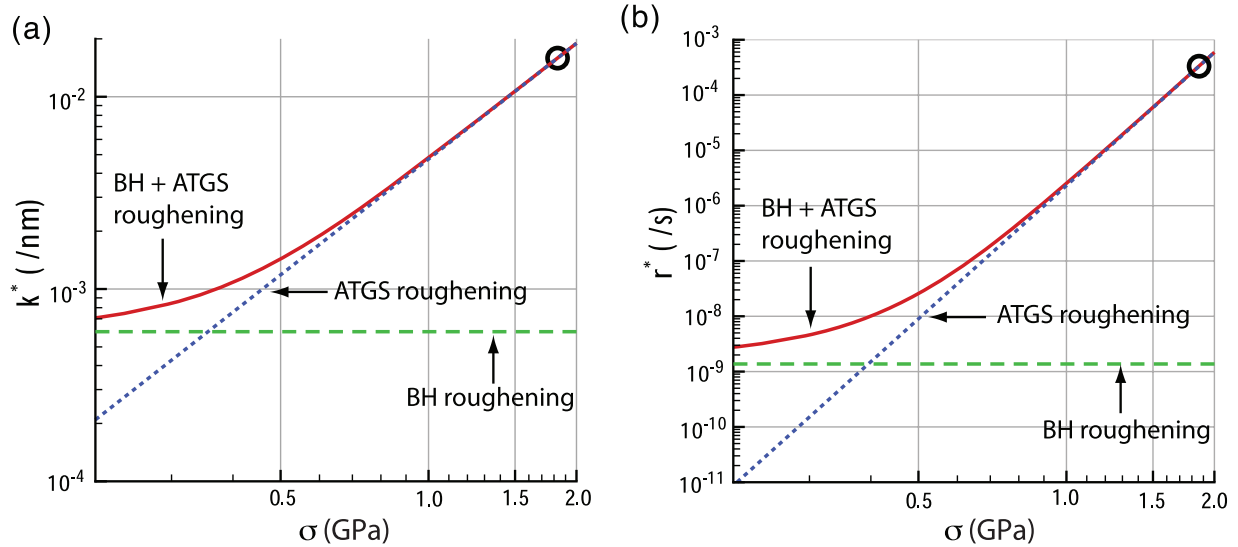 (a)
k* (/nm)
10⁻²
10⁻³
10⁻⁴
BH + ATGS
roughening
ATGS roughening
BH roughening
0.5
1.0
1.5
2.0
σ (GPa)
(b)
r* (/s)
10⁻³
10⁻⁴
10⁻⁵
10⁻⁶
10⁻⁷
10⁻⁸
10⁻⁹
10⁻¹⁰
10⁻¹¹
BH + ATGS
roughening
ATGS roughening
BH roughening
0.5
1.0
1.5
2.0
σ (GPa)